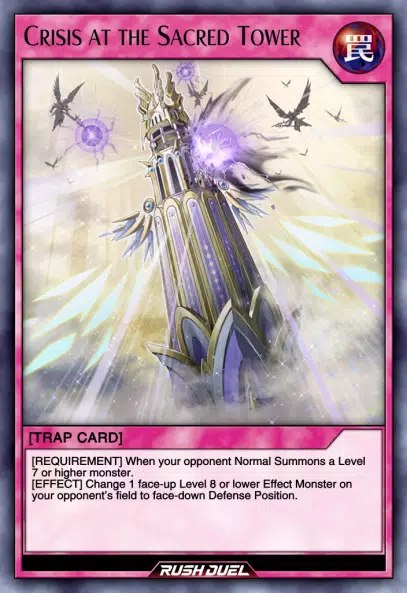 Crisis at the Sacred Tower
罠
[TRAP CARD]
[REQUIREMENT] When your opponent Normal Summons a Level
7 or higher monster.
[EFFECT] Change 1 face-up Level 8 or lower Effect Monster on
your opponent's field to face-down Defense Position.
RUSH DUEL